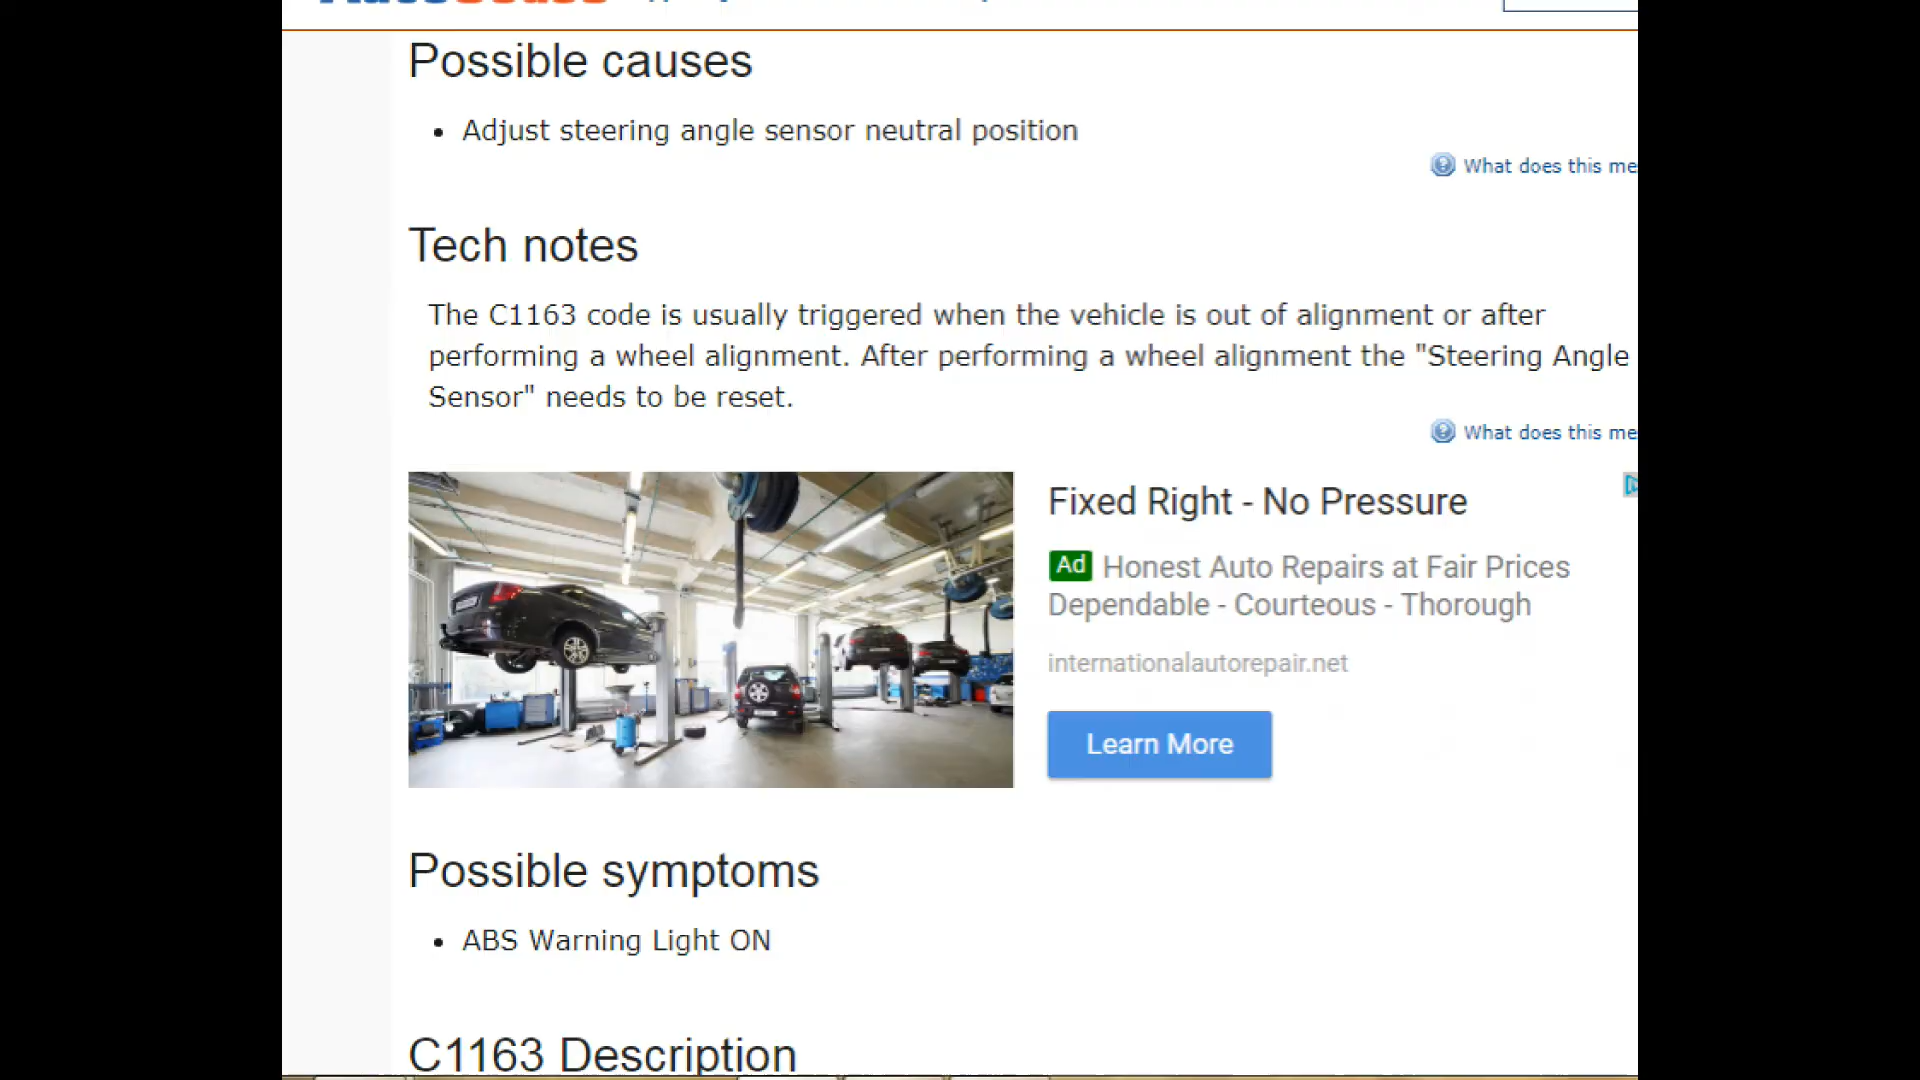 Possible causes
• Adjust steering angle sensor neutral position
What does this me
Tech notes
The C1163 code is usually triggered when the vehicle is out of alignment or after
performing a wheel alignment. After performing a wheel alignment the "Steering Angle
Sensor" needs to be reset.
What does this me
Fixed Right - No Pressure
Ad Honest Auto Repairs at Fair Prices
Dependable - Courteous - Thorough
internationalautorepair.net
Learn More
Possible symptoms
• ABS Warning Light ON
C1163 Description